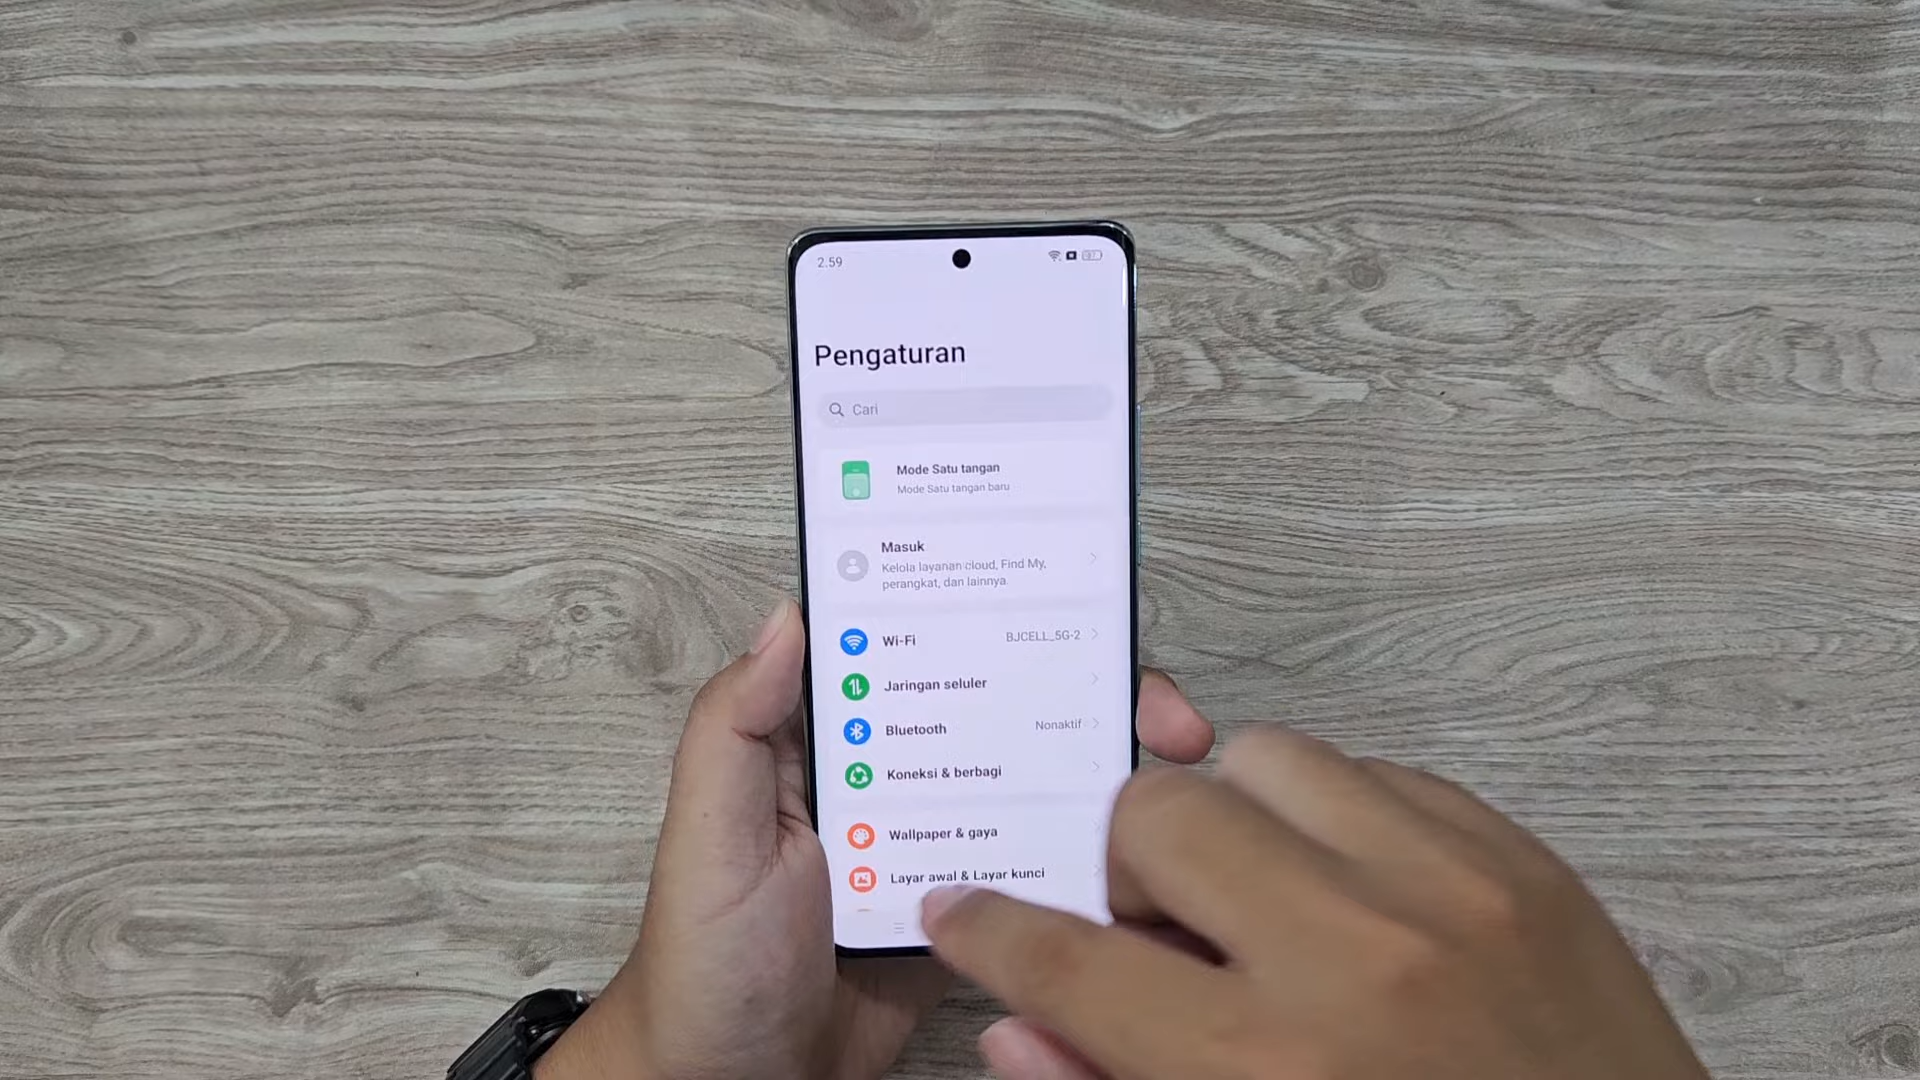 2.59
Pengaturan
Cari
Mode Satu tangan
Mode Satu tangan baru
Masuk
Kelola layanan cloud, Find My,
perangkat, dan lainnya
Wi-Fi BJCELL_5G-2
Jaringan seluler
Bluetooth Nonaktif
Koneksi & berbagi
Wallpaper & gaya
Layar awal & Layar kunci